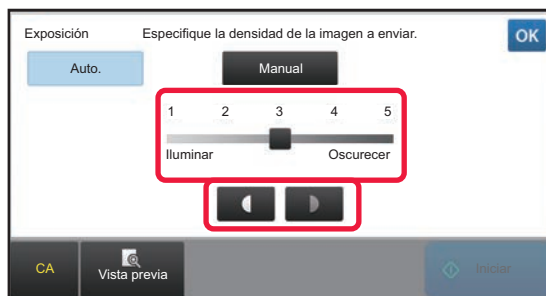 Exposición Especifique la densidad de la imagen a enviar. OK
Auto. Manual
1 2 3 4 5
Iluminar Oscurecer
CA Vista previa Iniciar